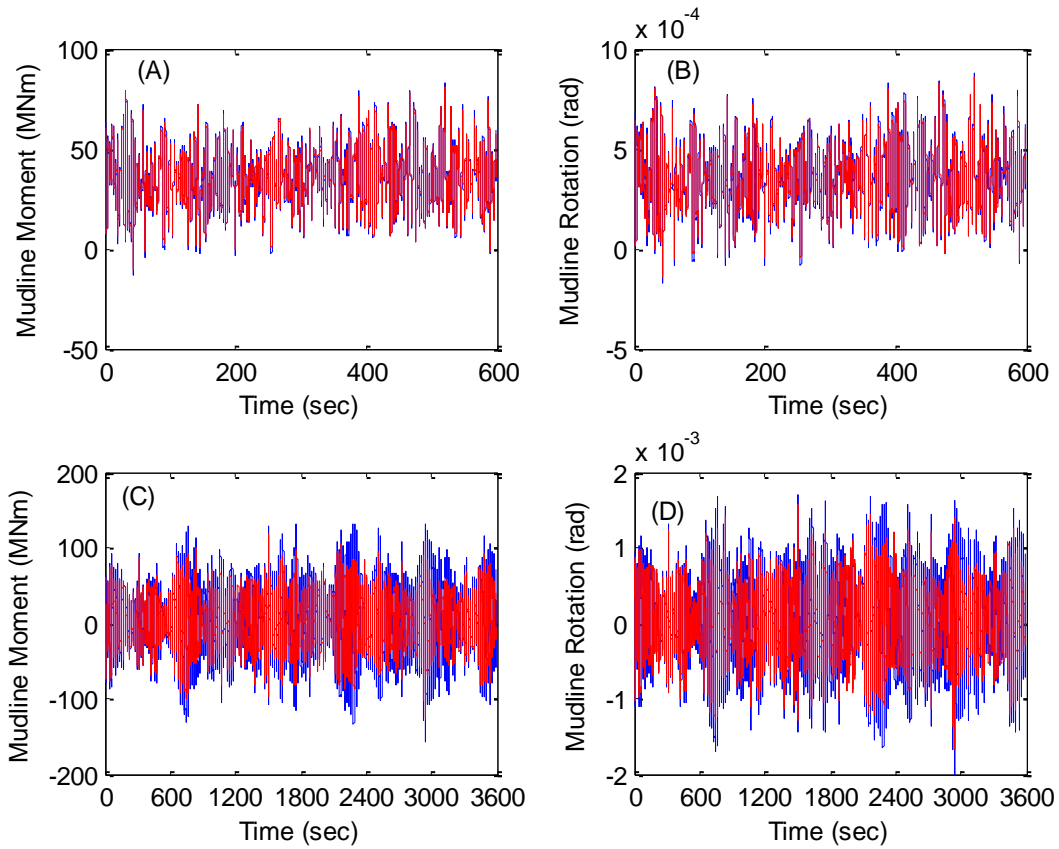 x 10⁻⁴
(A)
(B)
Mudline Moment (MNm)
100
50
0
-50
0 200 400 600
Time (sec)
Mudline Rotation (rad)
10
5
0
-5
0 200 400 600
Time (sec)
x 10⁻³
(C)
(D)
Mudline Moment (MNm)
200
100
0
-100
-200
0 600 1200 1800 2400 3000 3600
Time (sec)
Mudline Rotation (rad)
2
1
0
-1
-2
0 600 1200 1800 2400 3000 3600
Time (sec)